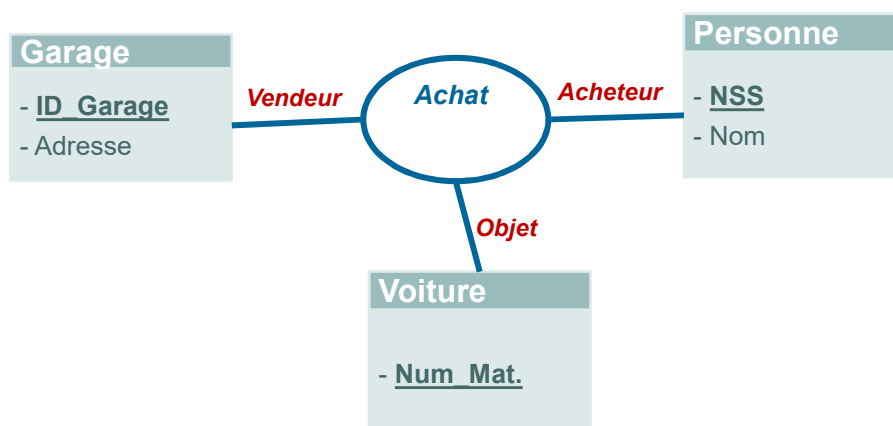 Garage
- ID_Garage
- Adresse
Vendeur
Achat
Acheteur
Personne
- NSS
- Nom
Objet
Voiture
- Num_Mat.